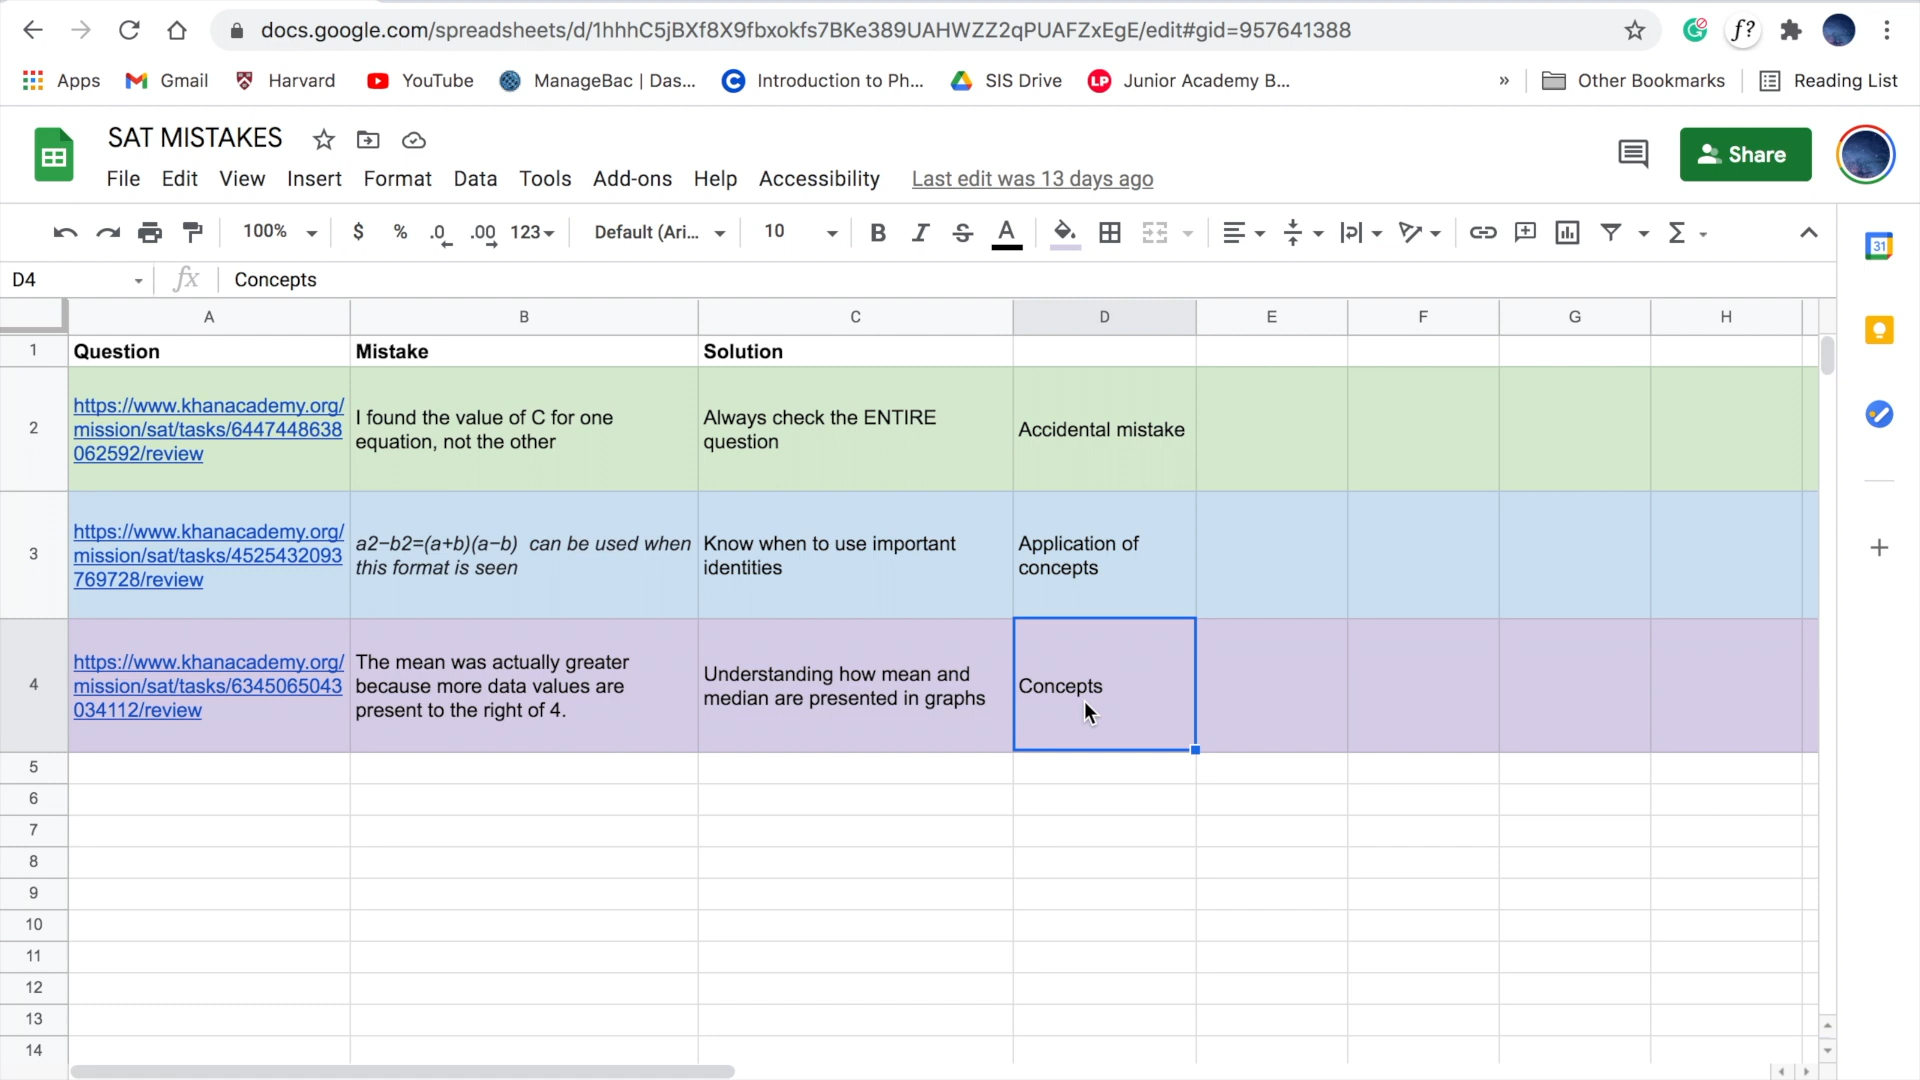 docs.google.com/spreadsheets/d/1hhhC5jBXf8X9fbxokfs7BKe389UAHWZZ2qPUAFZxEgE/edit#gid=957641388
f?
Apps Gmail Harvard YouTube ManageBac | Das... Introduction to Ph... SIS Drive LP Junior Academy B... » Other Bookmarks Reading List
SAT MISTAKES
Share
File Edit View Insert Format Data Tools Add-ons Help Accessibility Last edit was 13 days ago
100% $ % .0 .00 123 Default (Ari... 10 B I S A Σ
31
D4 fx Concepts
A B C D E F G H
1 Question Mistake Solution
2
https://www.khanacademy.org/
mission/sat/tasks/6447448638
062592/review
I found the value of C for one
equation, not the other
Always check the ENTIRE
question
Accidental mistake
3
https://www.khanacademy.org/
mission/sat/tasks/4525432093
769728/review
a2−b2=(a+b)(a−b) can be used when
this format is seen
Know when to use important
identities
Application of
concepts
4
https://www.khanacademy.org/
mission/sat/tasks/6345065043
034112/review
The mean was actually greater
because more data values are
present to the right of 4.
Understanding how mean and
median are presented in graphs
Concepts
5
6
7
8
9
10
11
12
13
14